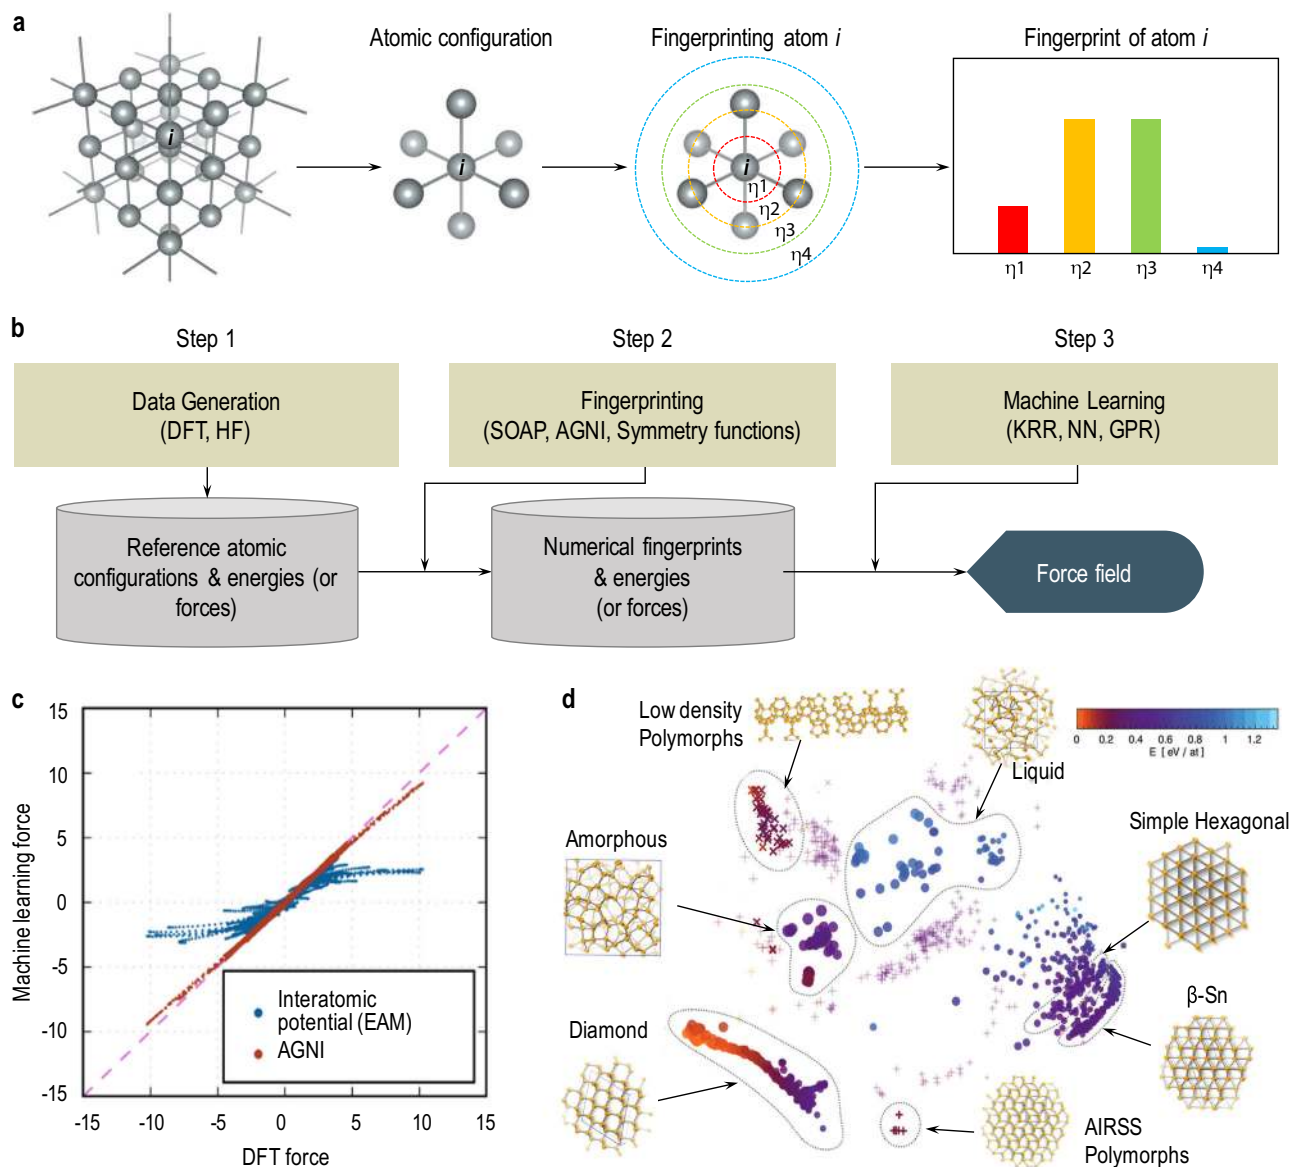 a
Atomic configuration
Fingerprinting atom i
Fingerprint of atom i
i
i
i
η1
η2
η3
η4
η1
η2
η3
η4
b
Step 1
Step 2
Step 3
Data Generation
(DFT, HF)
Fingerprinting
(SOAP, AGNI, Symmetry functions)
Machine Learning
(KRR, NN, GPR)
Reference atomic
configurations & energies (or
forces)
Numerical fingerprints
& energies
(or forces)
Force field
c
Machine learning force
15
10
5
0
-5
-10
-15
-15
-10
-5
0
5
10
15
DFT force
Interatomic
potential (EAM)
AGNI
d
Low density
Polymorphs
Liquid
0
0.2
0.4
0.6
0.8
1
1.2
E [ eV / at]
Amorphous
Simple Hexagonal
Diamond
β-Sn
AIRSS
Polymorphs